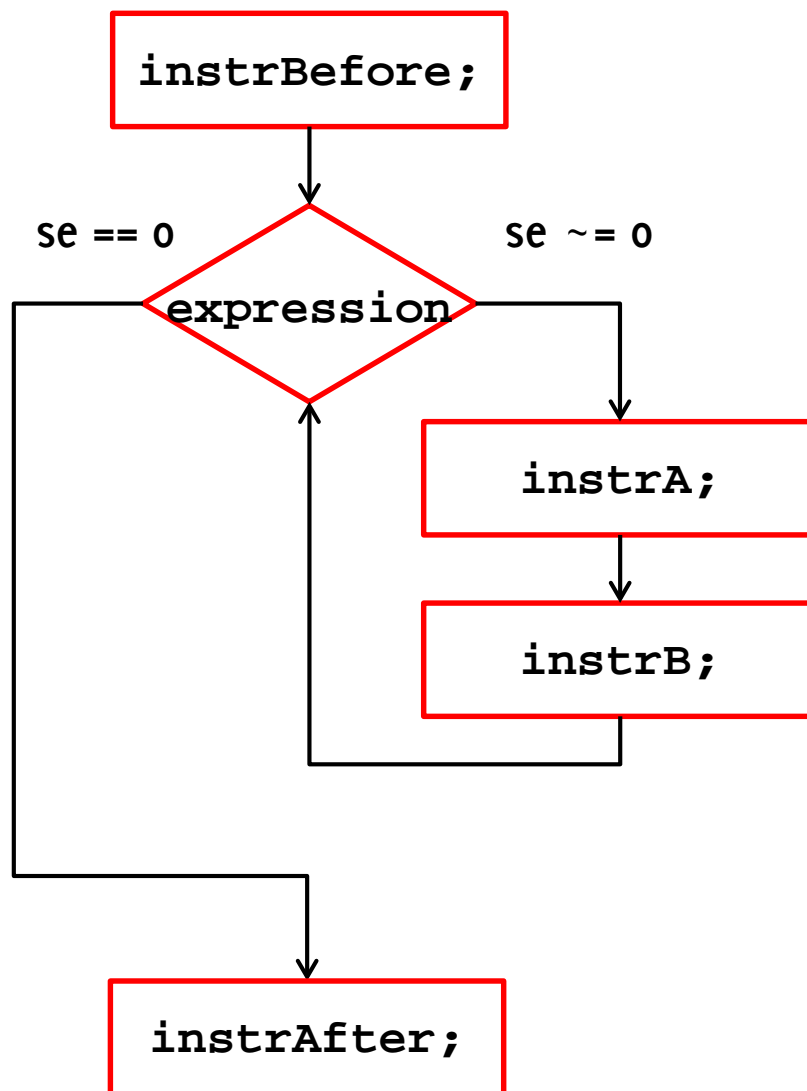 instrBefore;
se == 0
se ~= 0
expression
instrA;
instrB;
instrAfter;